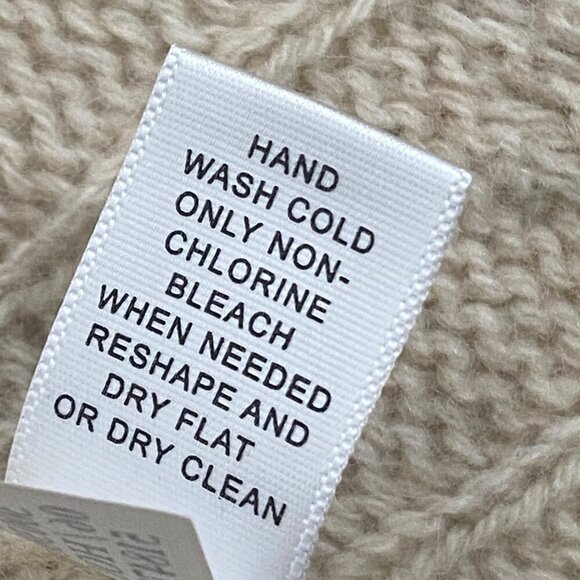 HAND
WASH COLD
ONLY NON-
CHLORINE
BLEACH
WHEN NEEDED
RESHAPE AND
DRY FLAT
OR DRY CLEAN